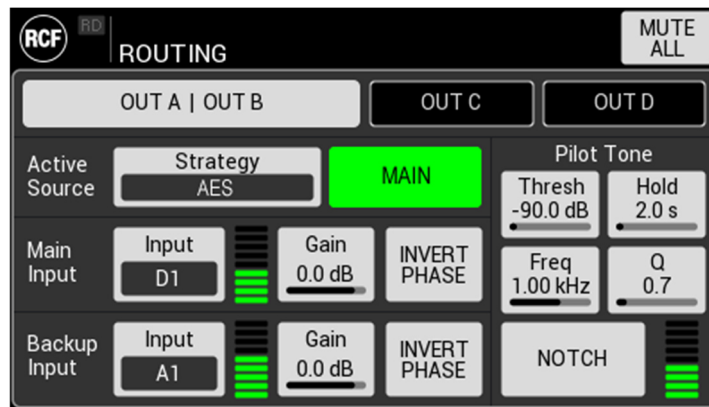 RCF
RD
ROUTING
MUTE
ALL
OUT A | OUT B
OUT C
OUT D
Active
Source
Strategy
AES
MAIN
Pilot Tone
Thresh
-90.0 dB
Hold
2.0 s
Main
Input
Input
D1
Gain
0.0 dB
INVERT
PHASE
Freq
1.00 kHz
Q
0.7
Backup
Input
Input
A1
Gain
0.0 dB
INVERT
PHASE
NOTCH